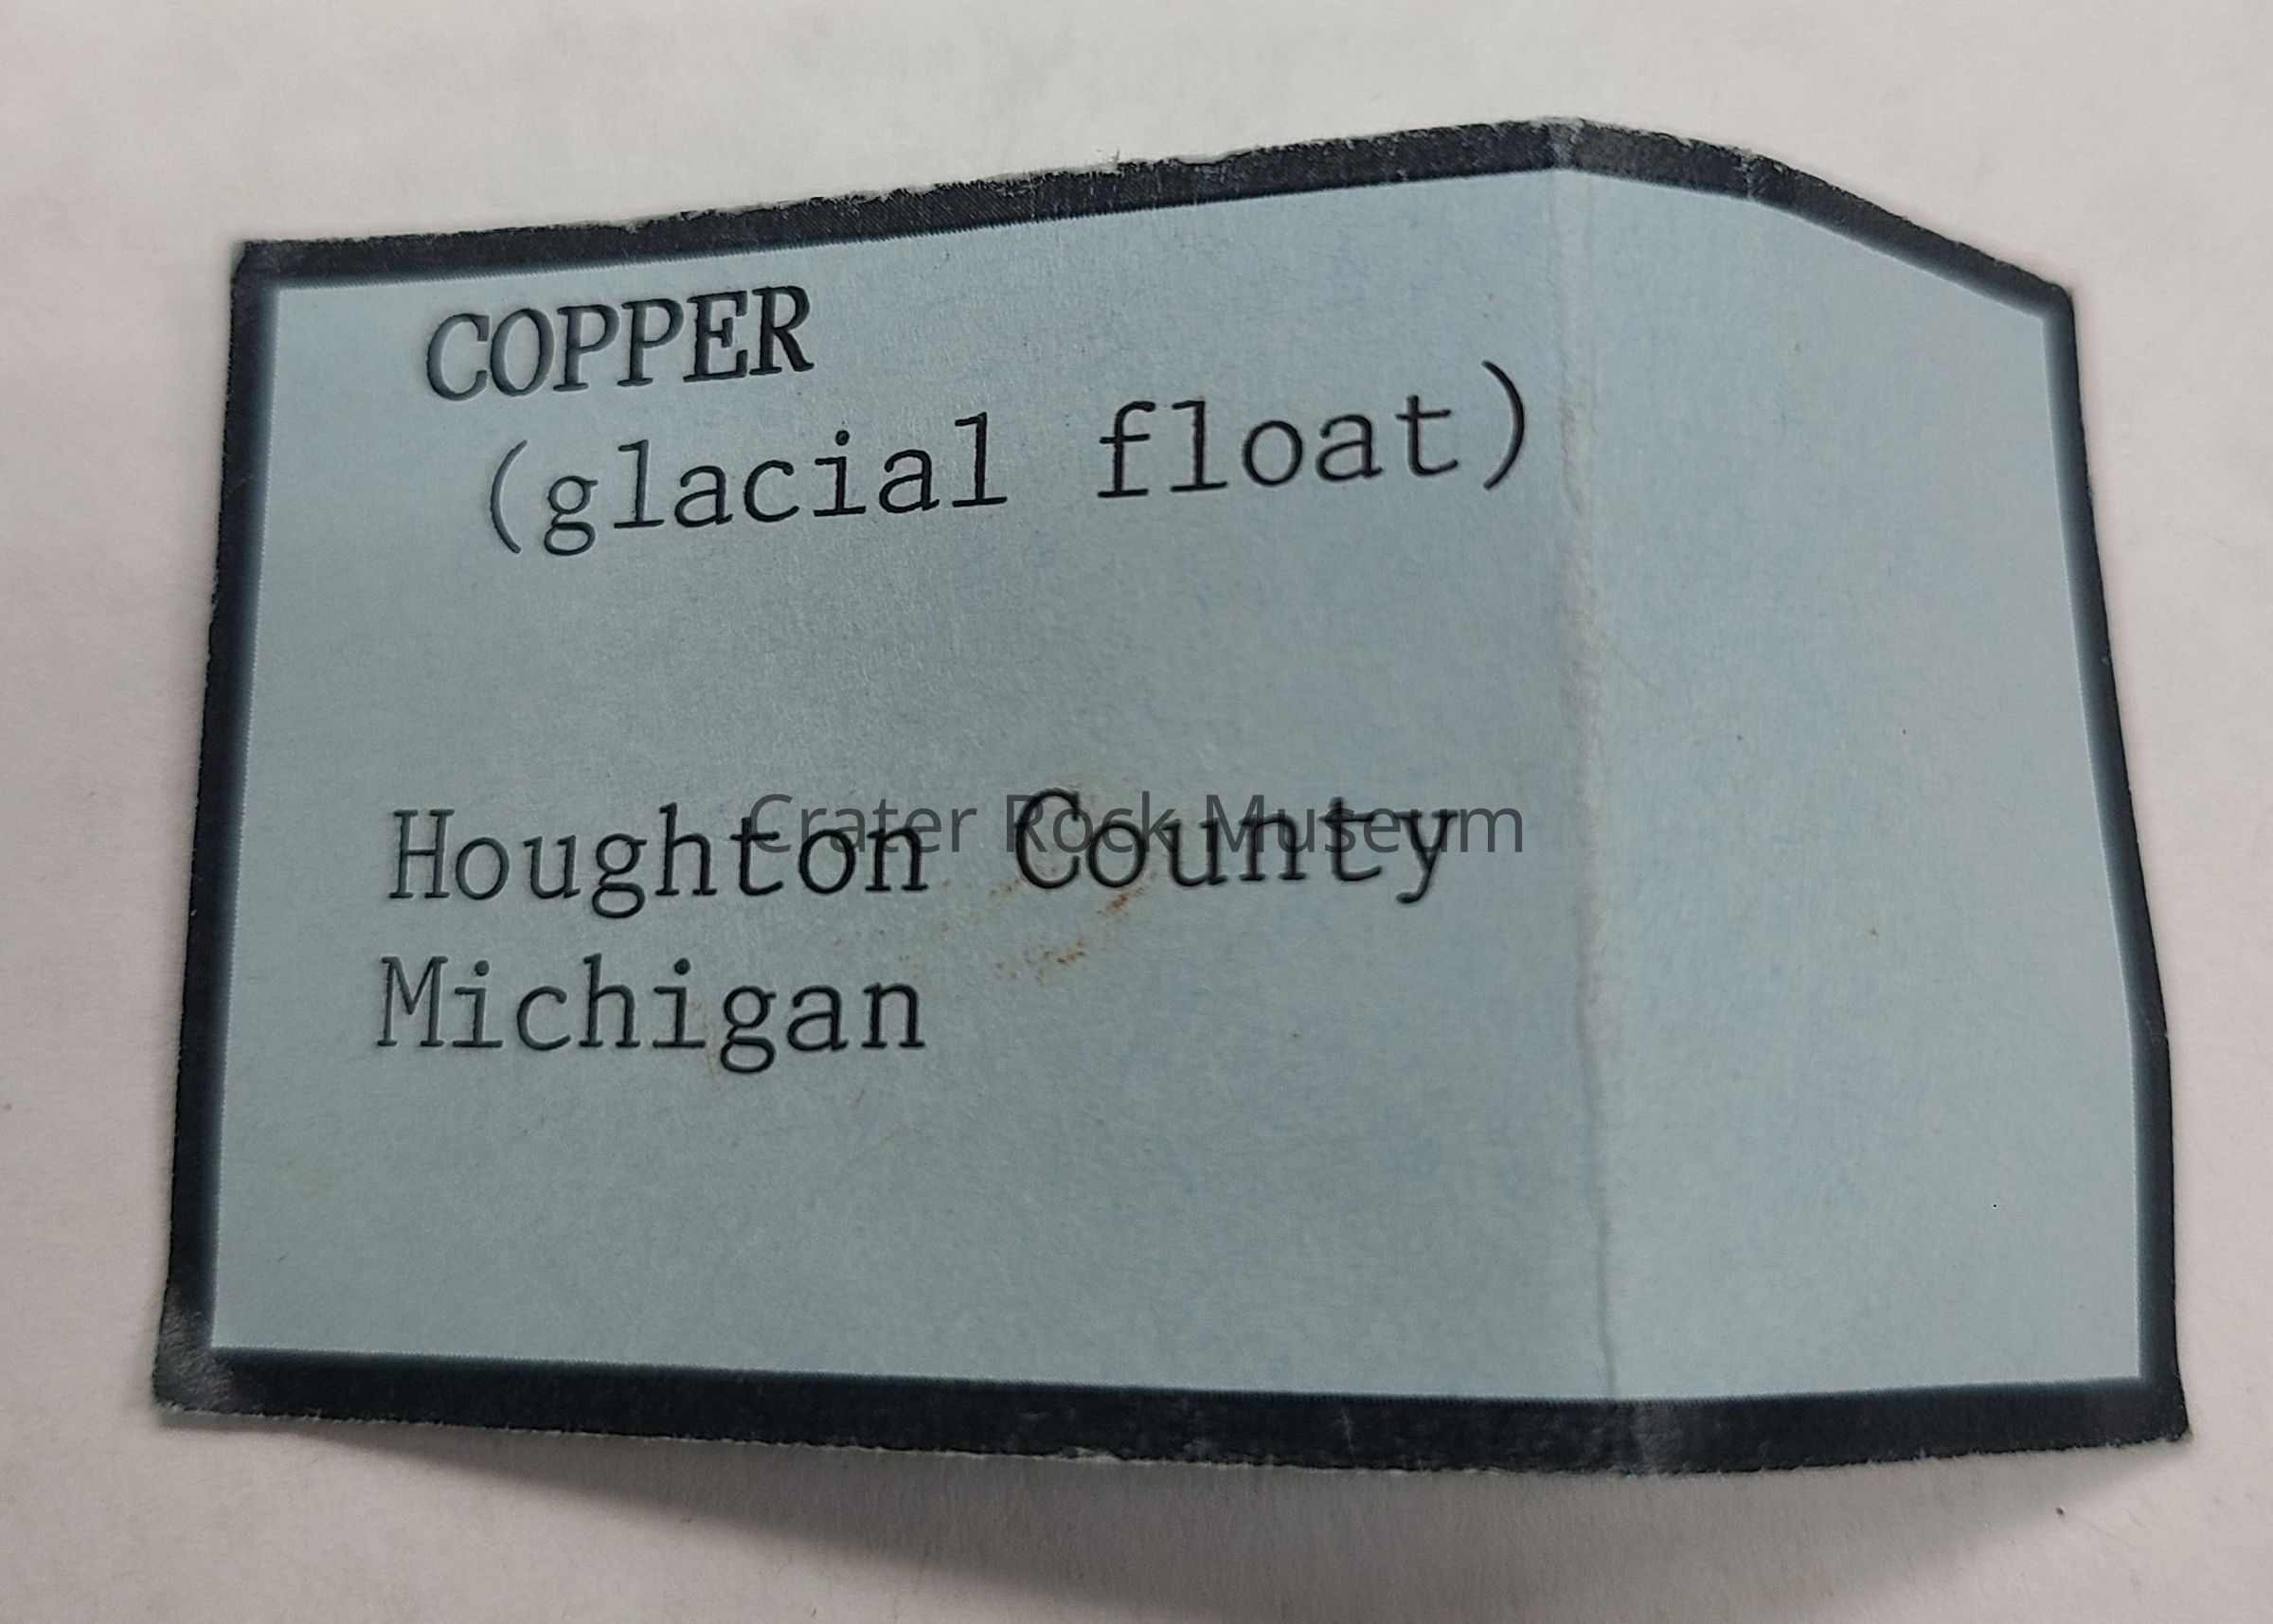 COPPER
(glacial float)
Houghton County
Crater Rock Museum
Michigan